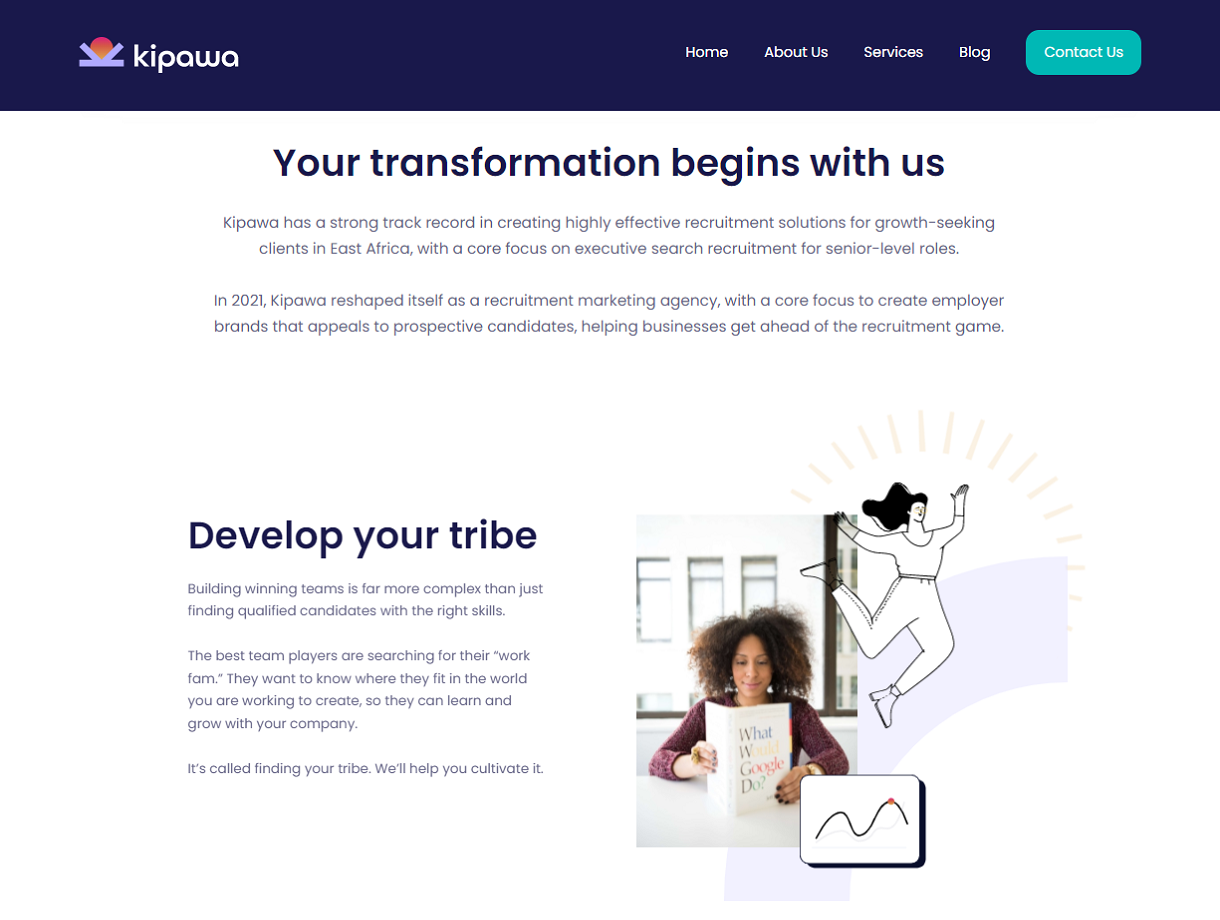 kipawa
Home
About Us
Services
Blog
Contact Us
Your transformation begins with us
Kipawa has a strong track record in creating highly effective recruitment solutions for growth-seeking
clients in East Africa, with a core focus on executive search recruitment for senior-level roles.
In 2021, Kipawa reshaped itself as a recruitment marketing agency, with a core focus to create employer
brands that appeals to prospective candidates, helping businesses get ahead of the recruitment game.
Develop your tribe
Building winning teams is far more complex than just
finding qualified candidates with the right skills.
The best team players are searching for their “work
fam.” They want to know where they fit in the world
you are working to create, so they can learn and
grow with your company.
It’s called finding your tribe. We’ll help you cultivate it.
What
Would
Google
Do?